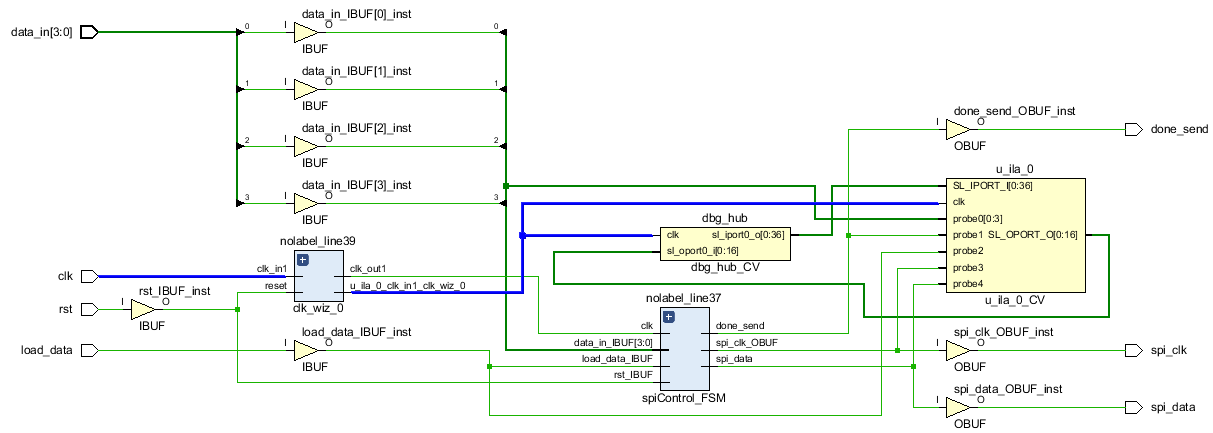 data_in[3:0]
data_in_IBUF[0]_inst
0
I
O
0
IBUF
data_in_IBUF[1]_inst
1
I
O
1
IBUF
data_in_IBUF[2]_inst
2
I
O
2
IBUF
data_in_IBUF[3]_inst
3
I
O
3
IBUF
done_send_OBUF_inst
I
O
done_send
OBUF
u_ila_0
SL_IPORT_I[0:36]
clk
probe0[0:3]
probe1 SL_OPORT_O[0:16]
probe2
probe3
probe4
u_ila_0_CV
dbg_hub
clk sl_iport0_o[0:36]
sl_oport0_i[0:16]
dbg_hub_CV
nolabel_line39
clk
clk_in1
clk_out1
reset
u_ila_0_clk_in1_clk_wiz_0
clk_wiz_0
rst
rst_IBUF_inst
I
O
IBUF
load_data
load_data_IBUF_inst
I
O
IBUF
nolabel_line37
clk
done_send
data_in_IBUF[3:0]
spi_clk_OBUF
load_data_IBUF
spi_data
rst_IBUF
spiControl_FSM
spi_clk_OBUF_inst
I
O
spi_clk
OBUF
spi_data_OBUF_inst
I
O
spi_data
OBUF